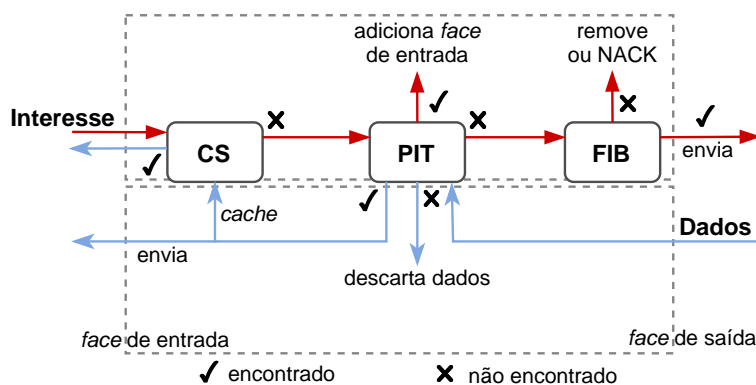 adiciona face
de entrada
remove
ou NACK
Interesse
CS
PIT
FIB
envia
cache
Dados
envia
descarta dados
face de entrada
face de saída
encontrado
não encontrado